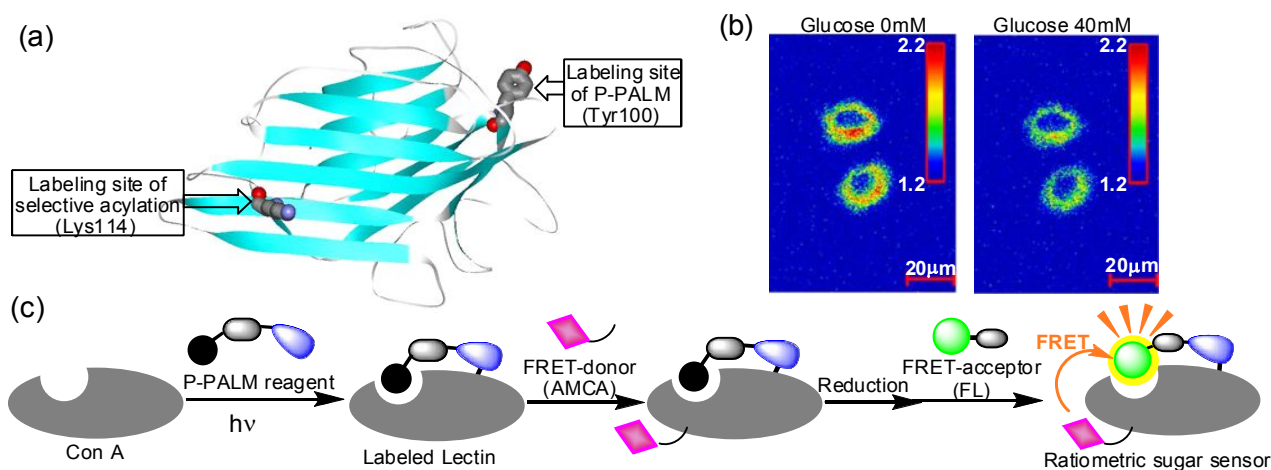 (a)
Labeling site
of P-PALM
(Tyr100)
Labeling site of
selective acylation
(Lys114)
(b)
Glucose 0mM
Glucose 40mM
2.2
1.2
20μm
2.2
1.2
20μm
(c)
P-PALM reagent
hν
Con A
Labeled Lectin
FRET-donor
(AMCA)
Reduction
FRET-acceptor
(FL)
FRET
Ratiometric sugar sensor